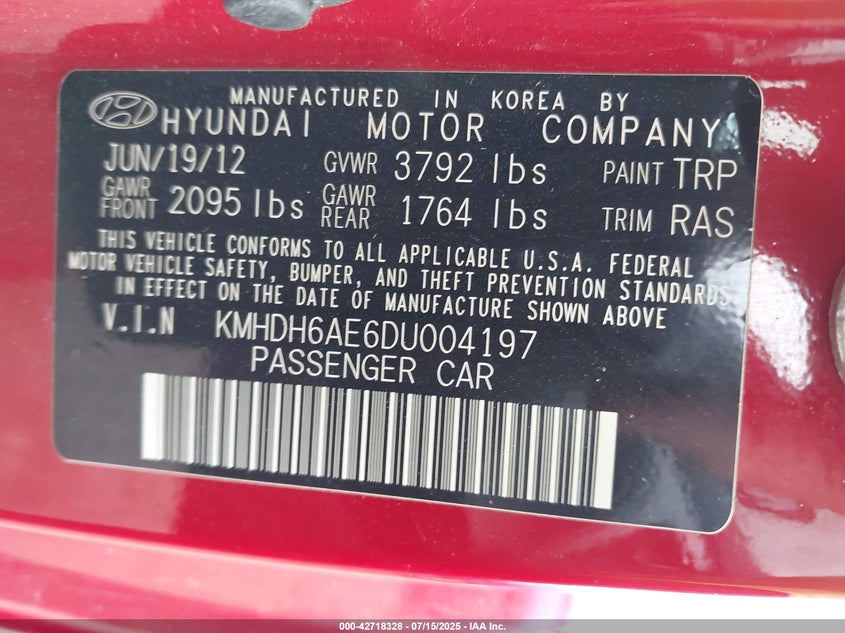 MANUFACTURED IN KOREA BY
HYUNDAI MOTOR COMPANY
JUN/19/12 GVWR 3792 lbs PAINT TRP
GAWR FRONT 2095 lbs GAWR REAR 1764 lbs TRIM RAS
THIS VEHICLE CONFORMS TO ALL APPLICABLE U.S.A. FEDERAL
MOTOR VEHICLE SAFETY, BUMPER, AND THEFT PREVENTION STANDARDS
IN EFFECT ON THE DATE OF MANUFACTURE SHOWN ABOVE
V.I.N KMHDH6AE6DU004197
PASSENGER CAR
000-42718328 - 07/15/2025 - IAA Inc.